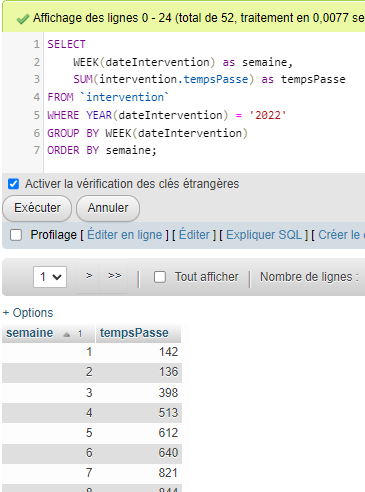 Affichage des lignes 0 - 24 (total de 52, traitement en 0,0077 se
1 SELECT
2 WEEK(dateIntervention) as semaine,
3 SUM(intervention.tempsPasse) as tempsPasse
4 FROM `intervention`
5 WHERE YEAR(dateIntervention) = '2022'
6 GROUP BY WEEK(dateIntervention)
7 ORDER BY semaine;
Activer la vérification des clés étrangères
Exécuter Annuler
Profilage [ Éditer en ligne ] [ Éditer ] [ Expliquer SQL ] [ Créer le
1 > >> Tout afficher Nombre de lignes :
+ Options
semaine 1 tempsPasse
1 142
2 136
3 398
4 513
5 612
6 640
7 821
8 844